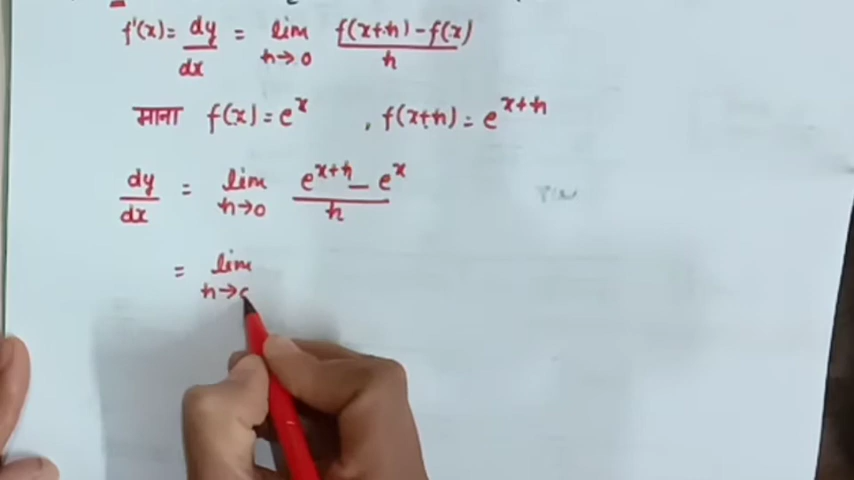 f'(x) = dy/dx = lim h→0 f(x+h) - f(x)/h
माना f(x) = e^x , f(x+h) = e^x+h
dy/dx = lim h→0 e^x+h - e^x/h
= lim h→